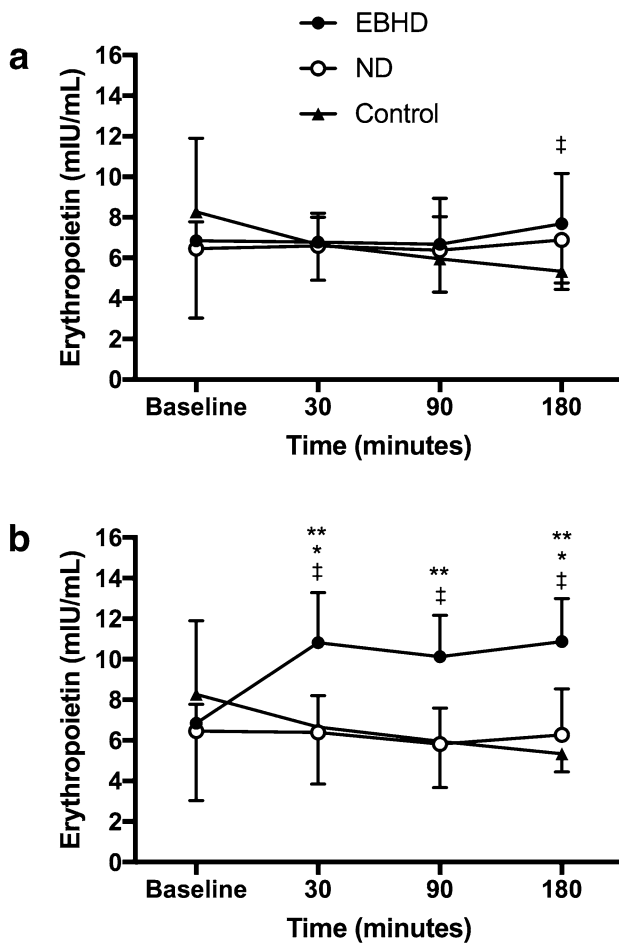 a
EBHD
ND
Control
Erythropoietin (mIU/mL)
16
14
12
10
8
6
4
2
0
‡
Baseline 30 90 180
Time (minutes)
b
Erythropoietin (mIU/mL)
16
14
12
10
8
6
4
2
0
**
*
‡
**
‡
**
*
‡
Baseline 30 90 180
Time (minutes)